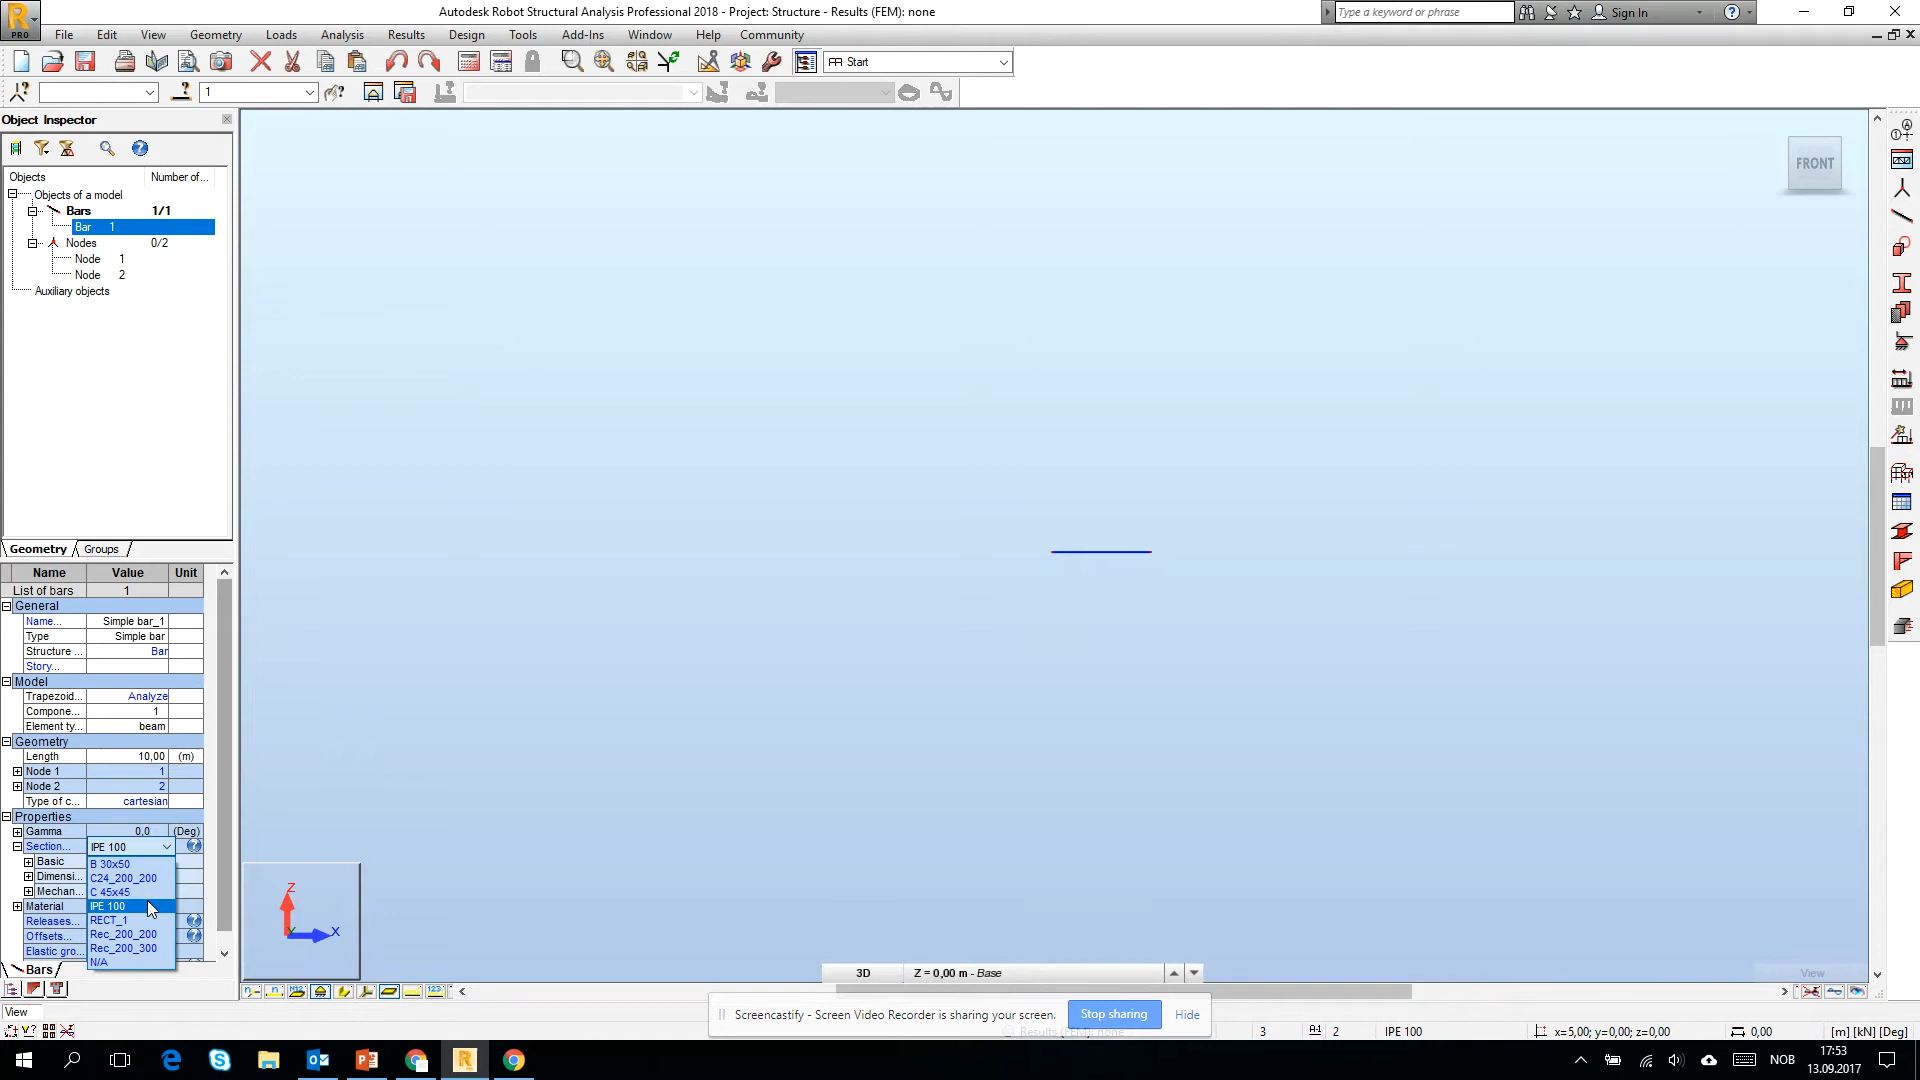 Autodesk Robot Structural Analysis Professional 2018 - Project: Structure - Results (FEM): none
Type a keyword or phrase
Sign In
PRO
File Edit View Geometry Loads Analysis Results Design Tools Add-Ins Window Help Community
Start
1
Object Inspector
Objects Number of...
Objects of a model
Bars 1/1
Bar 1
Nodes 0/2
Node 1
Node 2
Auxiliary objects
FRONT
Geometry Groups
Name Value Unit
List of bars 1
General
Name... Simple bar_1
Type Simple bar
Structure ... Bar
Story...
Model
Trapezoid... Analyze
Compone... 1
Element ty... beam
Geometry
Length 10,00 (m)
Node 1 1
Node 2 2
Type of c... cartesian
Properties
Gamma 0,0 (Deg)
Section... IPE 100
Basic B 30x50
Dimensi... C24_200_200
Mechan... C 45x45
Material IPE 100
Releases... RECT_1
Offsets... Rec_200_200
Elastic gro... Rec_200_300
N/A
Bars
Z
Y
X
3D Z = 0,00 m - Base
View
View
Screencastify - Screen Video Recorder is sharing your screen. Stop sharing Hide
Results (FEM): none
3 2 IPE 100 x=5,00; y=0,00; z=0,00 0,00 [m] [kN] [Deg]
NOB
17:53
13.09.2017